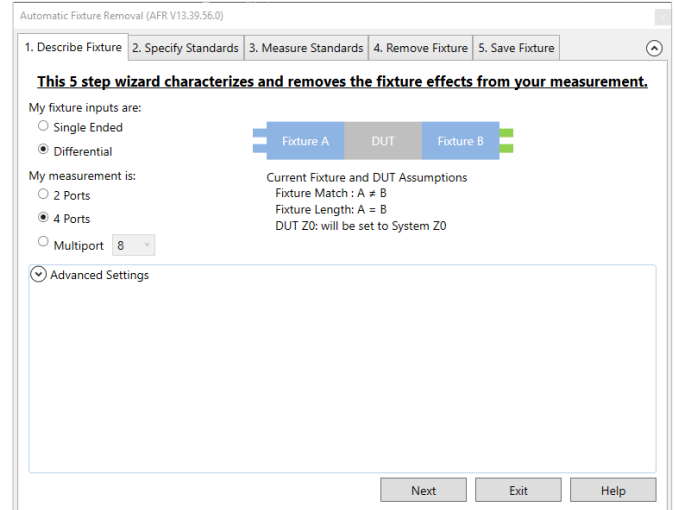 Automatic Fixture Removal (AFR V13.39.56.0)
1. Describe Fixture 2. Specify Standards 3. Measure Standards 4. Remove Fixture 5. Save Fixture
This 5 step wizard characterizes and removes the fixture effects from your measurement.
My fixture inputs are:
Single Ended
Differential
Fixture A DUT Fixture B
My measurement is:
2 Ports
4 Ports
Multiport 8
Current Fixture and DUT Assumptions
Fixture Match : A ≠ B
Fixture Length: A = B
DUT Z0: will be set to System Z0
Advanced Settings
Next Exit Help